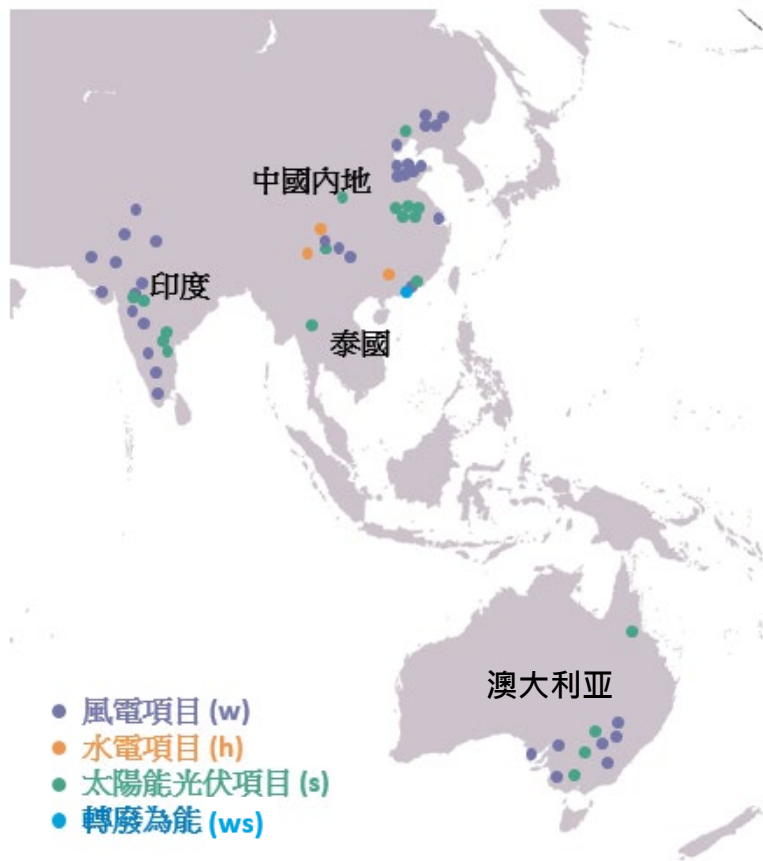 中國內地
印度
泰國
澳大利亚
風電項目 (w)
水電項目 (h)
太陽能光伏項目 (s)
轉廢為能 (ws)